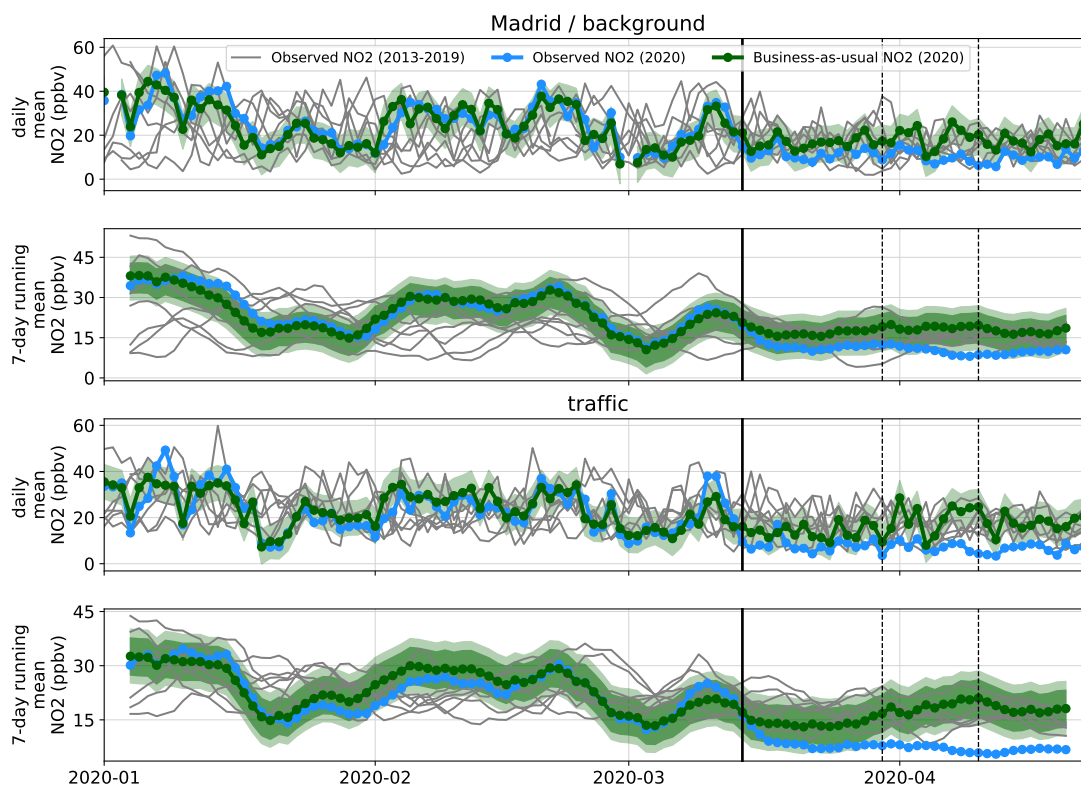 Madrid / background
Observed NO2 (2013-2019)
Observed NO2 (2020)
Business-as-usual NO2 (2020)
daily
mean
NO2 (ppbv)
60
40
20
0
7-day running
mean
NO2 (ppbv)
45
30
15
0
traffic
daily
mean
NO2 (ppbv)
60
40
20
0
7-day running
mean
NO2 (ppbv)
45
30
15
2020-01
2020-02
2020-03
2020-04